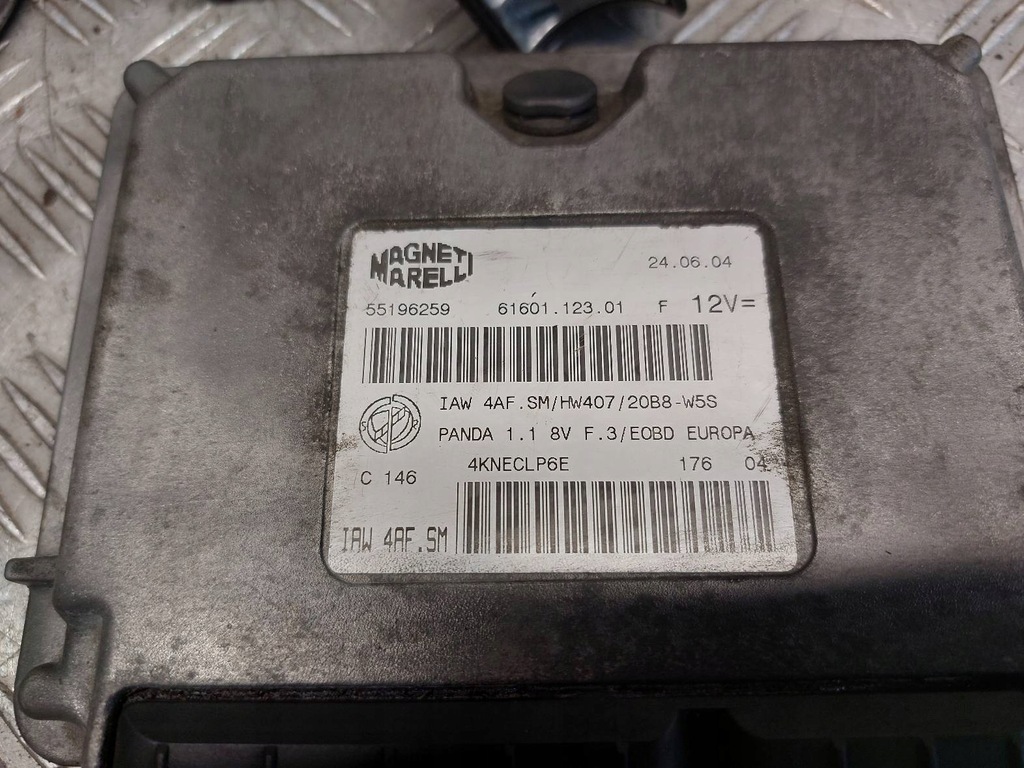 MAGNETI
MARELLI
24.06.04
55196259 61601.123.01 F 12V=
IAW 4AF.SM/HW407/20B8-W5S
PANDA 1.1 8V F.3/EOBD EUROPA
4KNECLP6E 176 04
C 146
IAW 4AF.SM